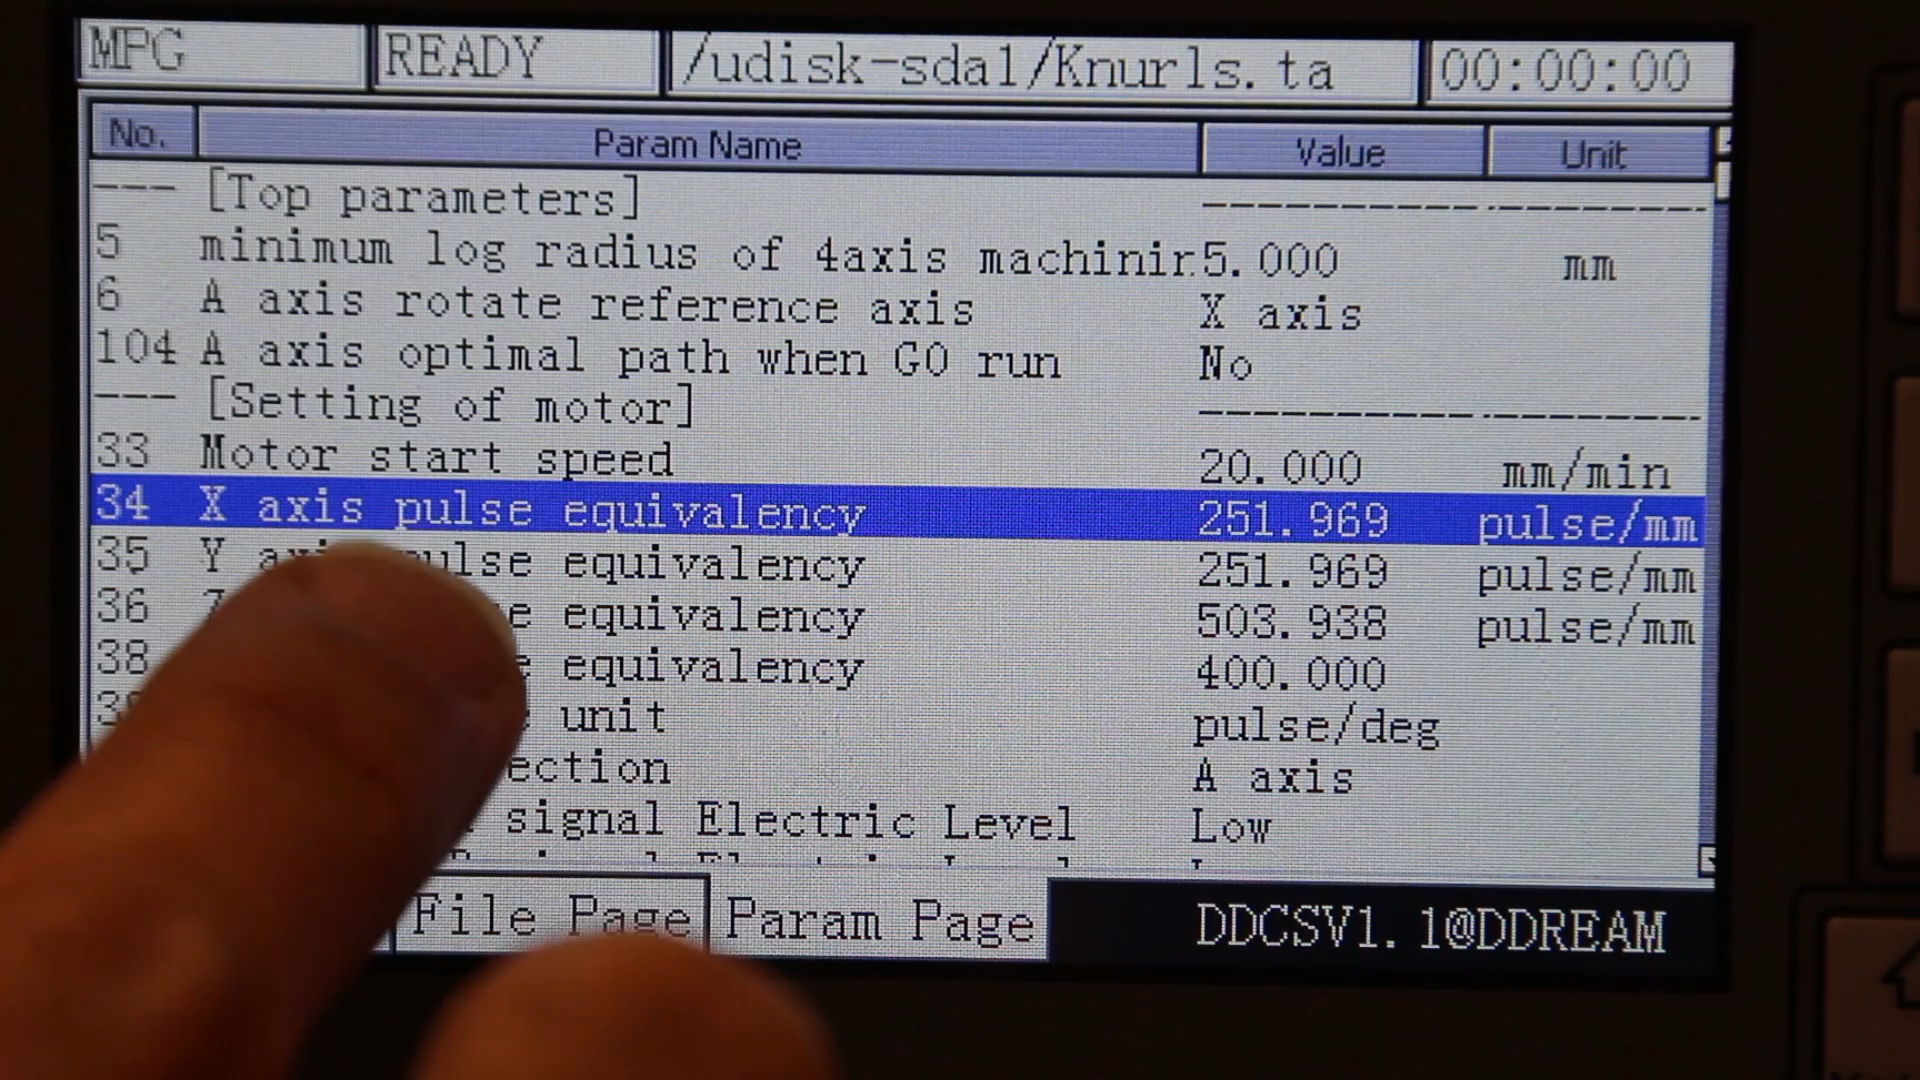 MPG READY /udisk-sda1/Knurls.ta 00:00:00
No. Param Name Value Unit
--- [Top parameters] ---
5 minimum log radius of 4axis machinin 5.000 mm
6 A axis rotate reference axis X axis
104 A axis optimal path when G0 run No
--- [Setting of motor] ---
33 Motor start speed 20.000 mm/min
34 X axis pulse equivalency 251.969 pulse/mm
35 Y axis pulse equivalency 251.969 pulse/mm
36 equivalency 503.938 pulse/mm
38 equivalency 400.000
unit pulse/deg
A axis
signal Electric Level Low
File Page Param Page DDCSV1.1@DDREAM